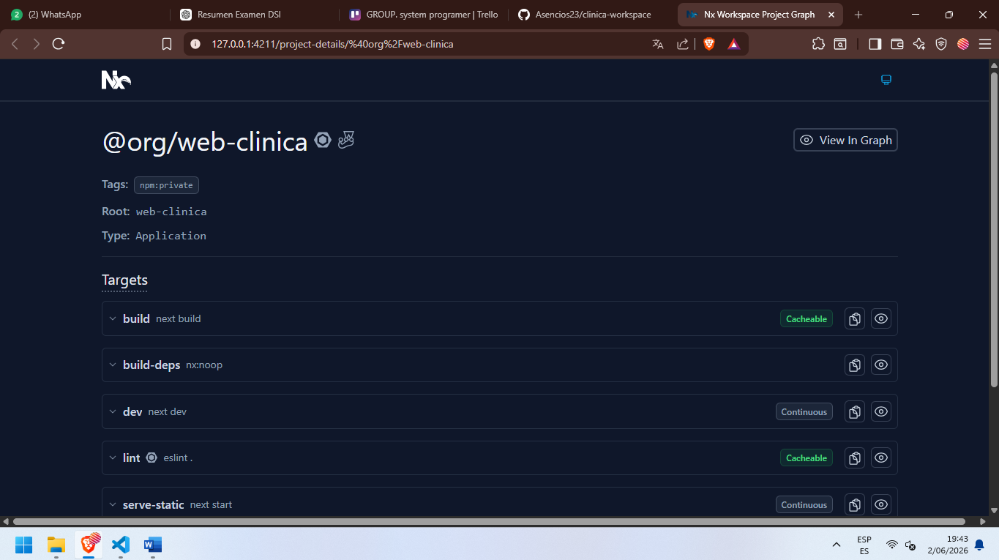 2 (2) WhatsApp
Resumen Examen DSI
GROUP. system programer | Trello
Asencios23/clinica-workspace
Nx Workspace Project Graph
127.0.0.1:4211/project-details/%40org%2Fweb-clinica
Nx
@org/web-clinica
View In Graph
Tags: npm:private
Root: web-clinica
Type: Application
Targets
build next build Cacheable
build-deps nx:noop
dev next dev Continuous
lint eslint . Cacheable
serve-static next start Continuous
ESP
ES
19:43
2/06/2026